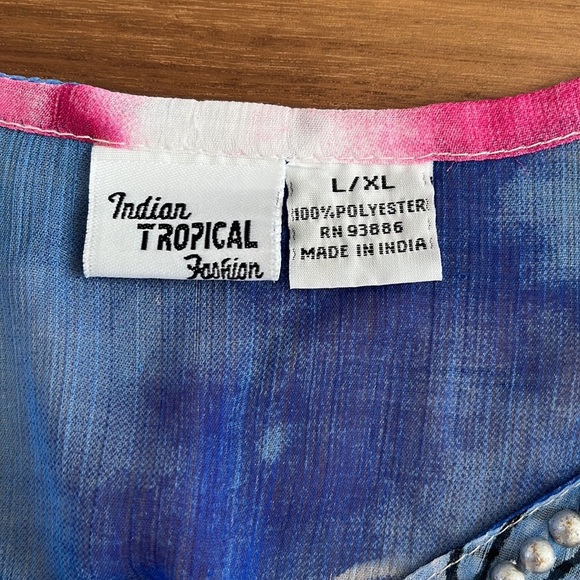 Indian
TROPICAL
Fashion
L/XL
100%POLYESTER
RN 93886
MADE IN INDIA